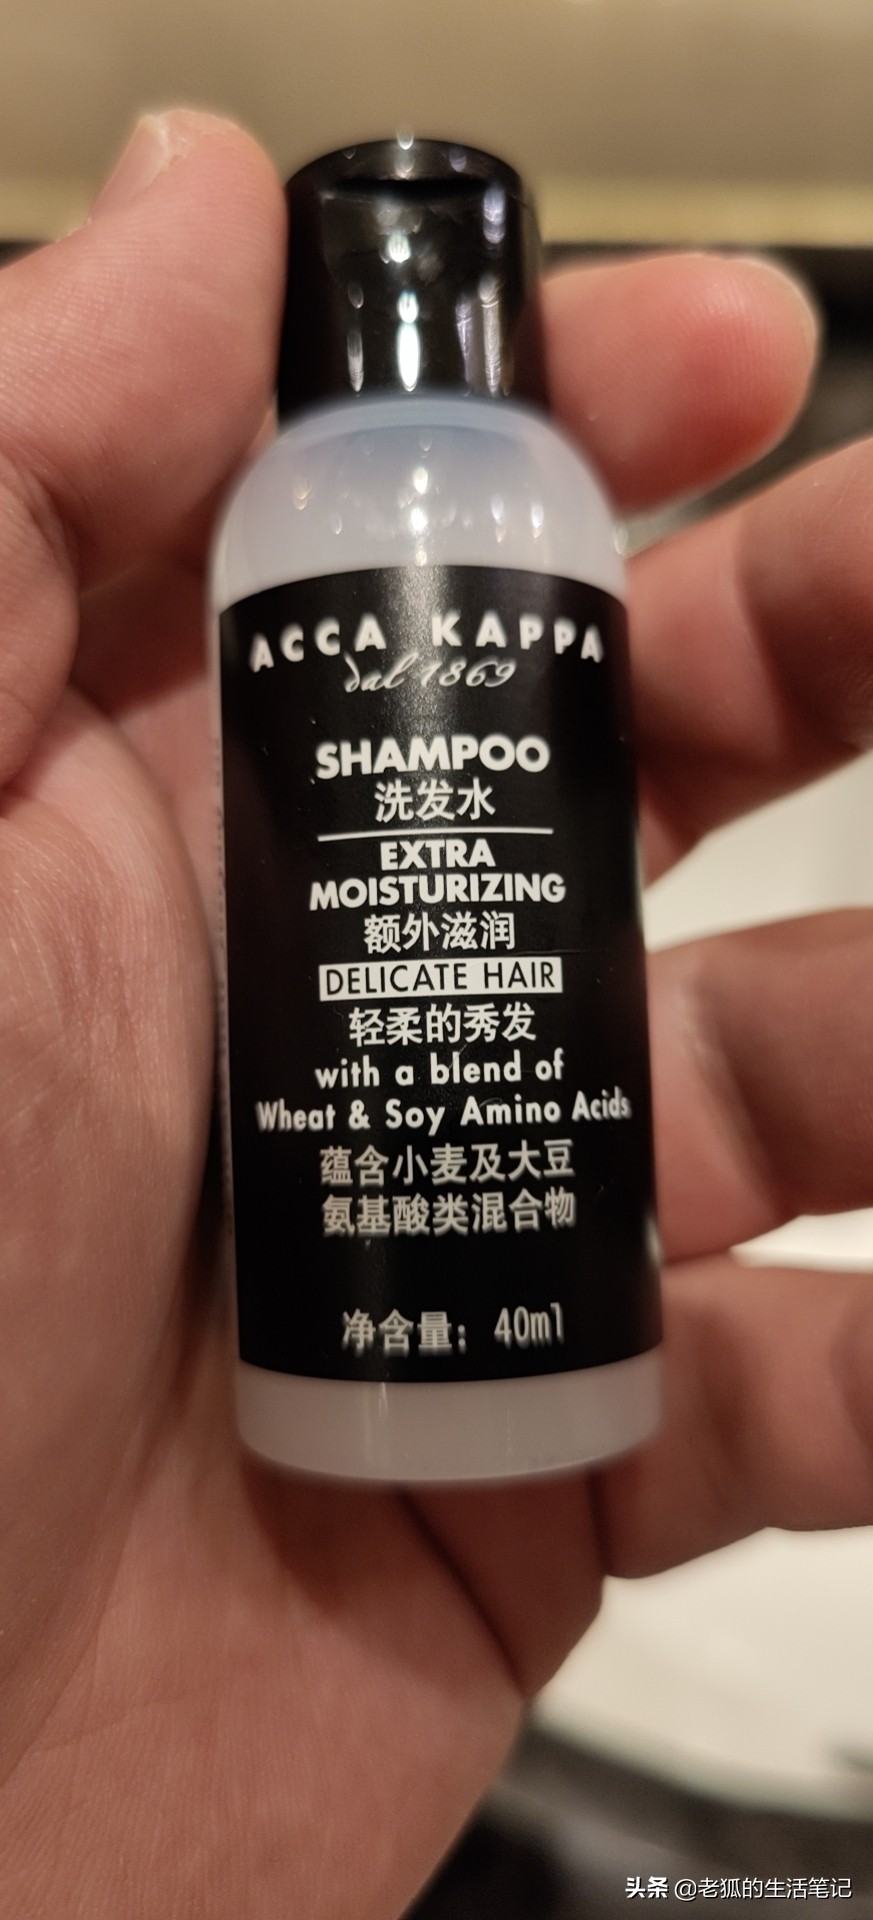 ACCA KAPPA
dal 1869
SHAMPOO
洗发水
EXTRA
MOISTURIZING
额外滋润
DELICATE HAIR
轻柔的秀发
with a blend of
Wheat & Soy Amino Acids
蕴含小麦及大豆
氨基酸类混合物
净含量：40ml
头条 @老狐的生活笔记